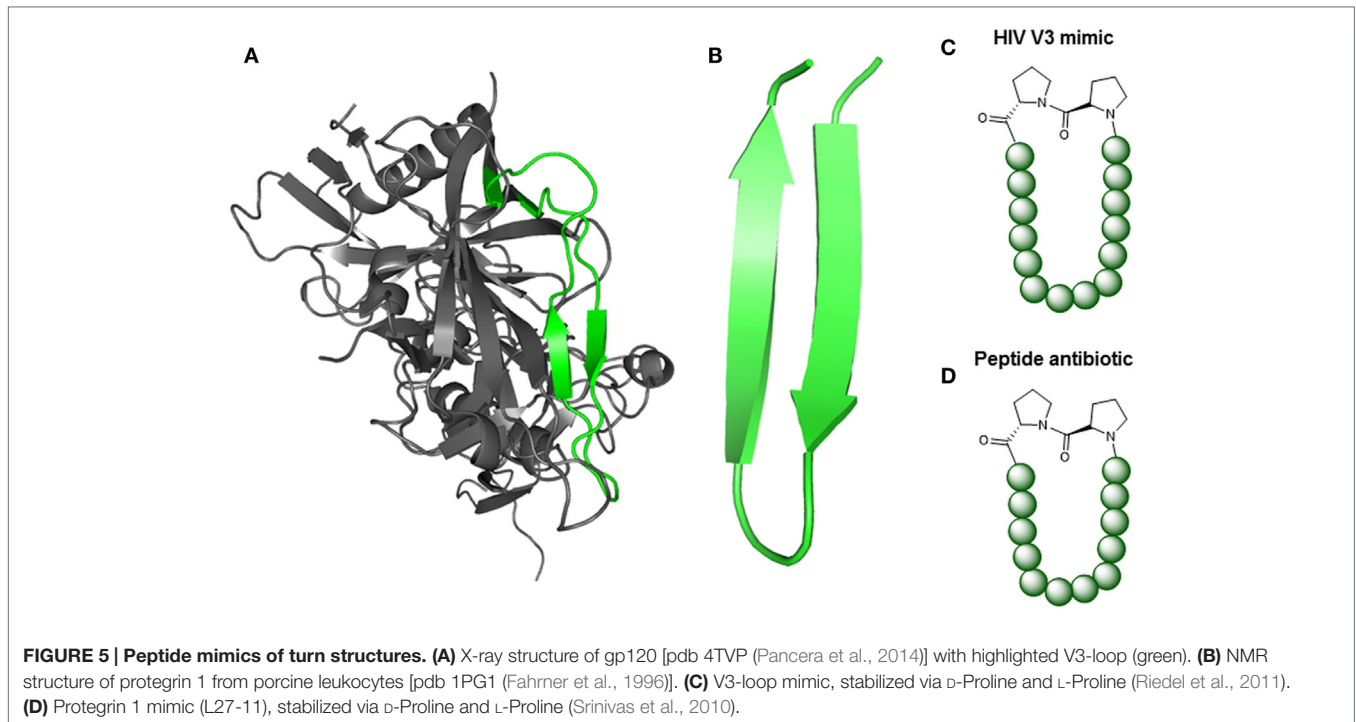 A
B
C
HIV V3 mimic
O
N
O
N
D
Peptide antibiotic
O
N
O
N
FIGURE 5 | Peptide mimics of turn structures. (A) X-ray structure of gp120 [pdb 4TVP (Pancera et al., 2014)] with highlighted V3-loop (green). (B) NMR
structure of protegrin 1 from porcine leukocytes [pdb 1PG1 (Fahrner et al., 1996)]. (C) V3-loop mimic, stabilized via D-Proline and L-Proline (Riedel et al., 2011).
(D) Protegrin 1 mimic (L27-11), stabilized via D-Proline and L-Proline (Srinivas et al., 2010).